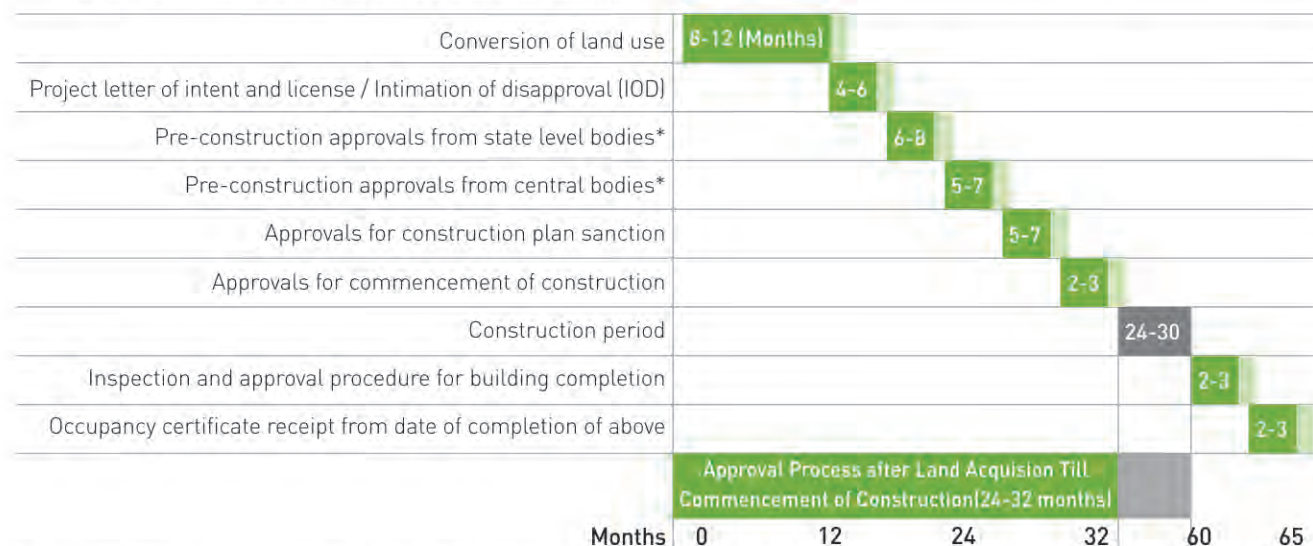 Conversion of land use 8-12 (Months)
Project letter of intent and license / Intimation of disapproval (IOD) 4-6
Pre-construction approvals from state level bodies* 6-8
Pre-construction approvals from central bodies* 5-7
Approvals for construction plan sanction 5-7
Approvals for commencement of construction 2-3
Construction period 24-30
Inspection and approval procedure for building completion 2-3
Occupancy certificate receipt from date of completion of above 2-3
Approval Process after Land Acquision Till
Commencement of Construction(24-32 months)
Months 0 12 24 32 60 65